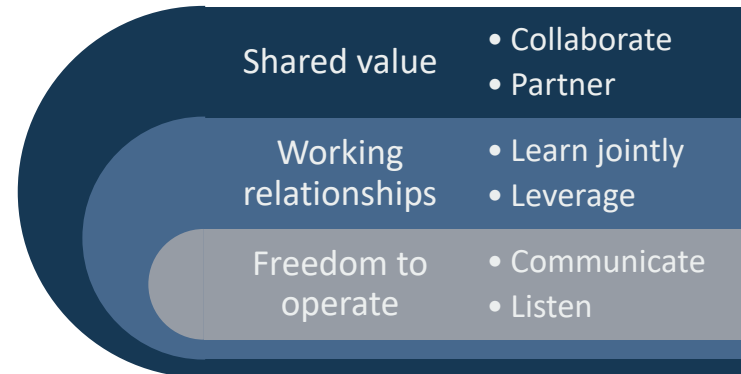 Shared value
• Collaborate
• Partner
Working
relationships
• Learn jointly
• Leverage
Freedom to
operate
• Communicate
• Listen